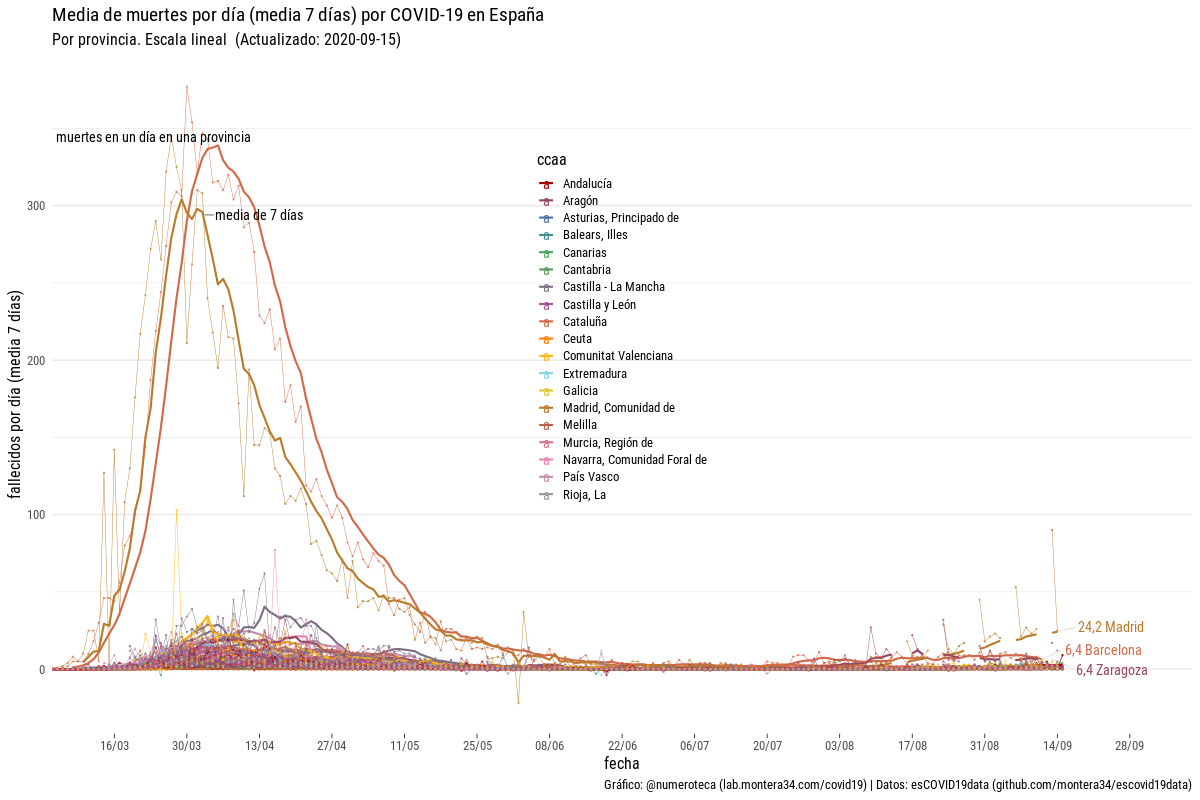 Media de muertes por día (media 7 días) por COVID-19 en España
Por provincia. Escala lineal (Actualizado: 2020-09-15)
muertes en un día en una provincia
media de 7 días
ccaa
Andalucía
Aragón
Asturias, Principado de
Balears, Illes
Canarias
Cantabria
Castilla - La Mancha
Castilla y León
Cataluña
Ceuta
Comunitat Valenciana
Extremadura
Galicia
Madrid, Comunidad de
Melilla
Murcia, Región de
Navarra, Comunidad Foral de
País Vasco
Rioja, La
fallecidos por día (media 7 días)
300
200
100
0
24,2 Madrid
6,4 Barcelona
6,4 Zaragoza
16/03 30/03 13/04 27/04 11/05 25/05 08/06 22/06 06/07 20/07 03/08 17/08 31/08 14/09 28/09
fecha
Gráfico: @numeroteca (lab.montera34.com/covid19) | Datos: esCOVID19data (github.com/montera34/escovid19data)